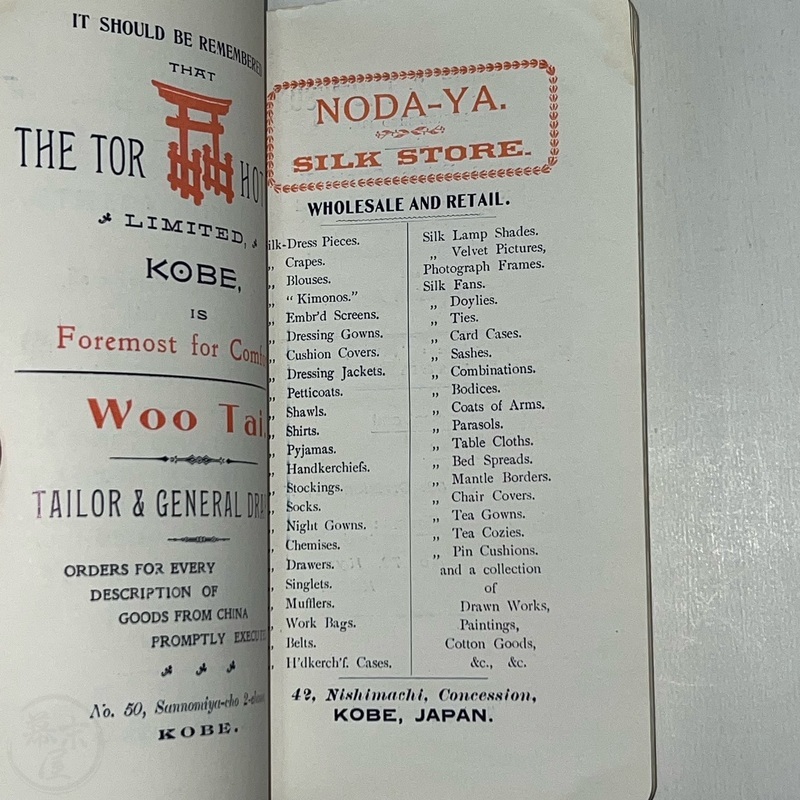 IT SHOULD BE REMEMBERED
THAT
THE TOR HOT
LIMITED,
KOBE,
IS
Foremost for Comf
Woo Tai.
TAILOR & GENERAL DRA
ORDERS FOR EVERY
DESCRIPTION OF
GOODS FROM CHINA
PROMPTLY EXECUT
No. 50, Sannomiya-cho 2-chome
KOBE.
NODA-YA.
SILK STORE.
WHOLESALE AND RETAIL.
ilk-Dress Pieces.
„ Crapes.
„ Blouses.
„ "Kimonos."
„ Embr'd Screens.
„ Dressing Gowns.
„ Cushion Covers.
„ Dressing Jackets.
„ Petticoats.
„ Shawls.
„ Shirts.
„ Pyjamas.
„ Handkerchiefs.
„ Stockings.
„ Socks.
„ Night Gowns.
„ Chemises.
„ Drawers.
„ Singlets.
„ Mufflers.
„ Work Bags.
„ Belts.
„ H'dkerch'f. Cases.
Silk Lamp Shades.
„ Velvet Pictures,
Photograph Frames.
Silk Fans.
„ Doylies.
„ Ties.
„ Card Cases.
„ Sashes.
„ Combinations.
„ Bodices.
„ Coats of Arms.
„ Parasols.
„ Table Cloths.
„ Bed Spreads.
„ Mantle Borders.
„ Chair Covers.
„ Tea Gowns.
„ Tea Cozies.
„ Pin Cushions.
and a collection
of
Drawn Works,
Paintings,
Cotton Goods,
&c., &c.
42, Nishimachi, Concession,
KOBE, JAPAN.